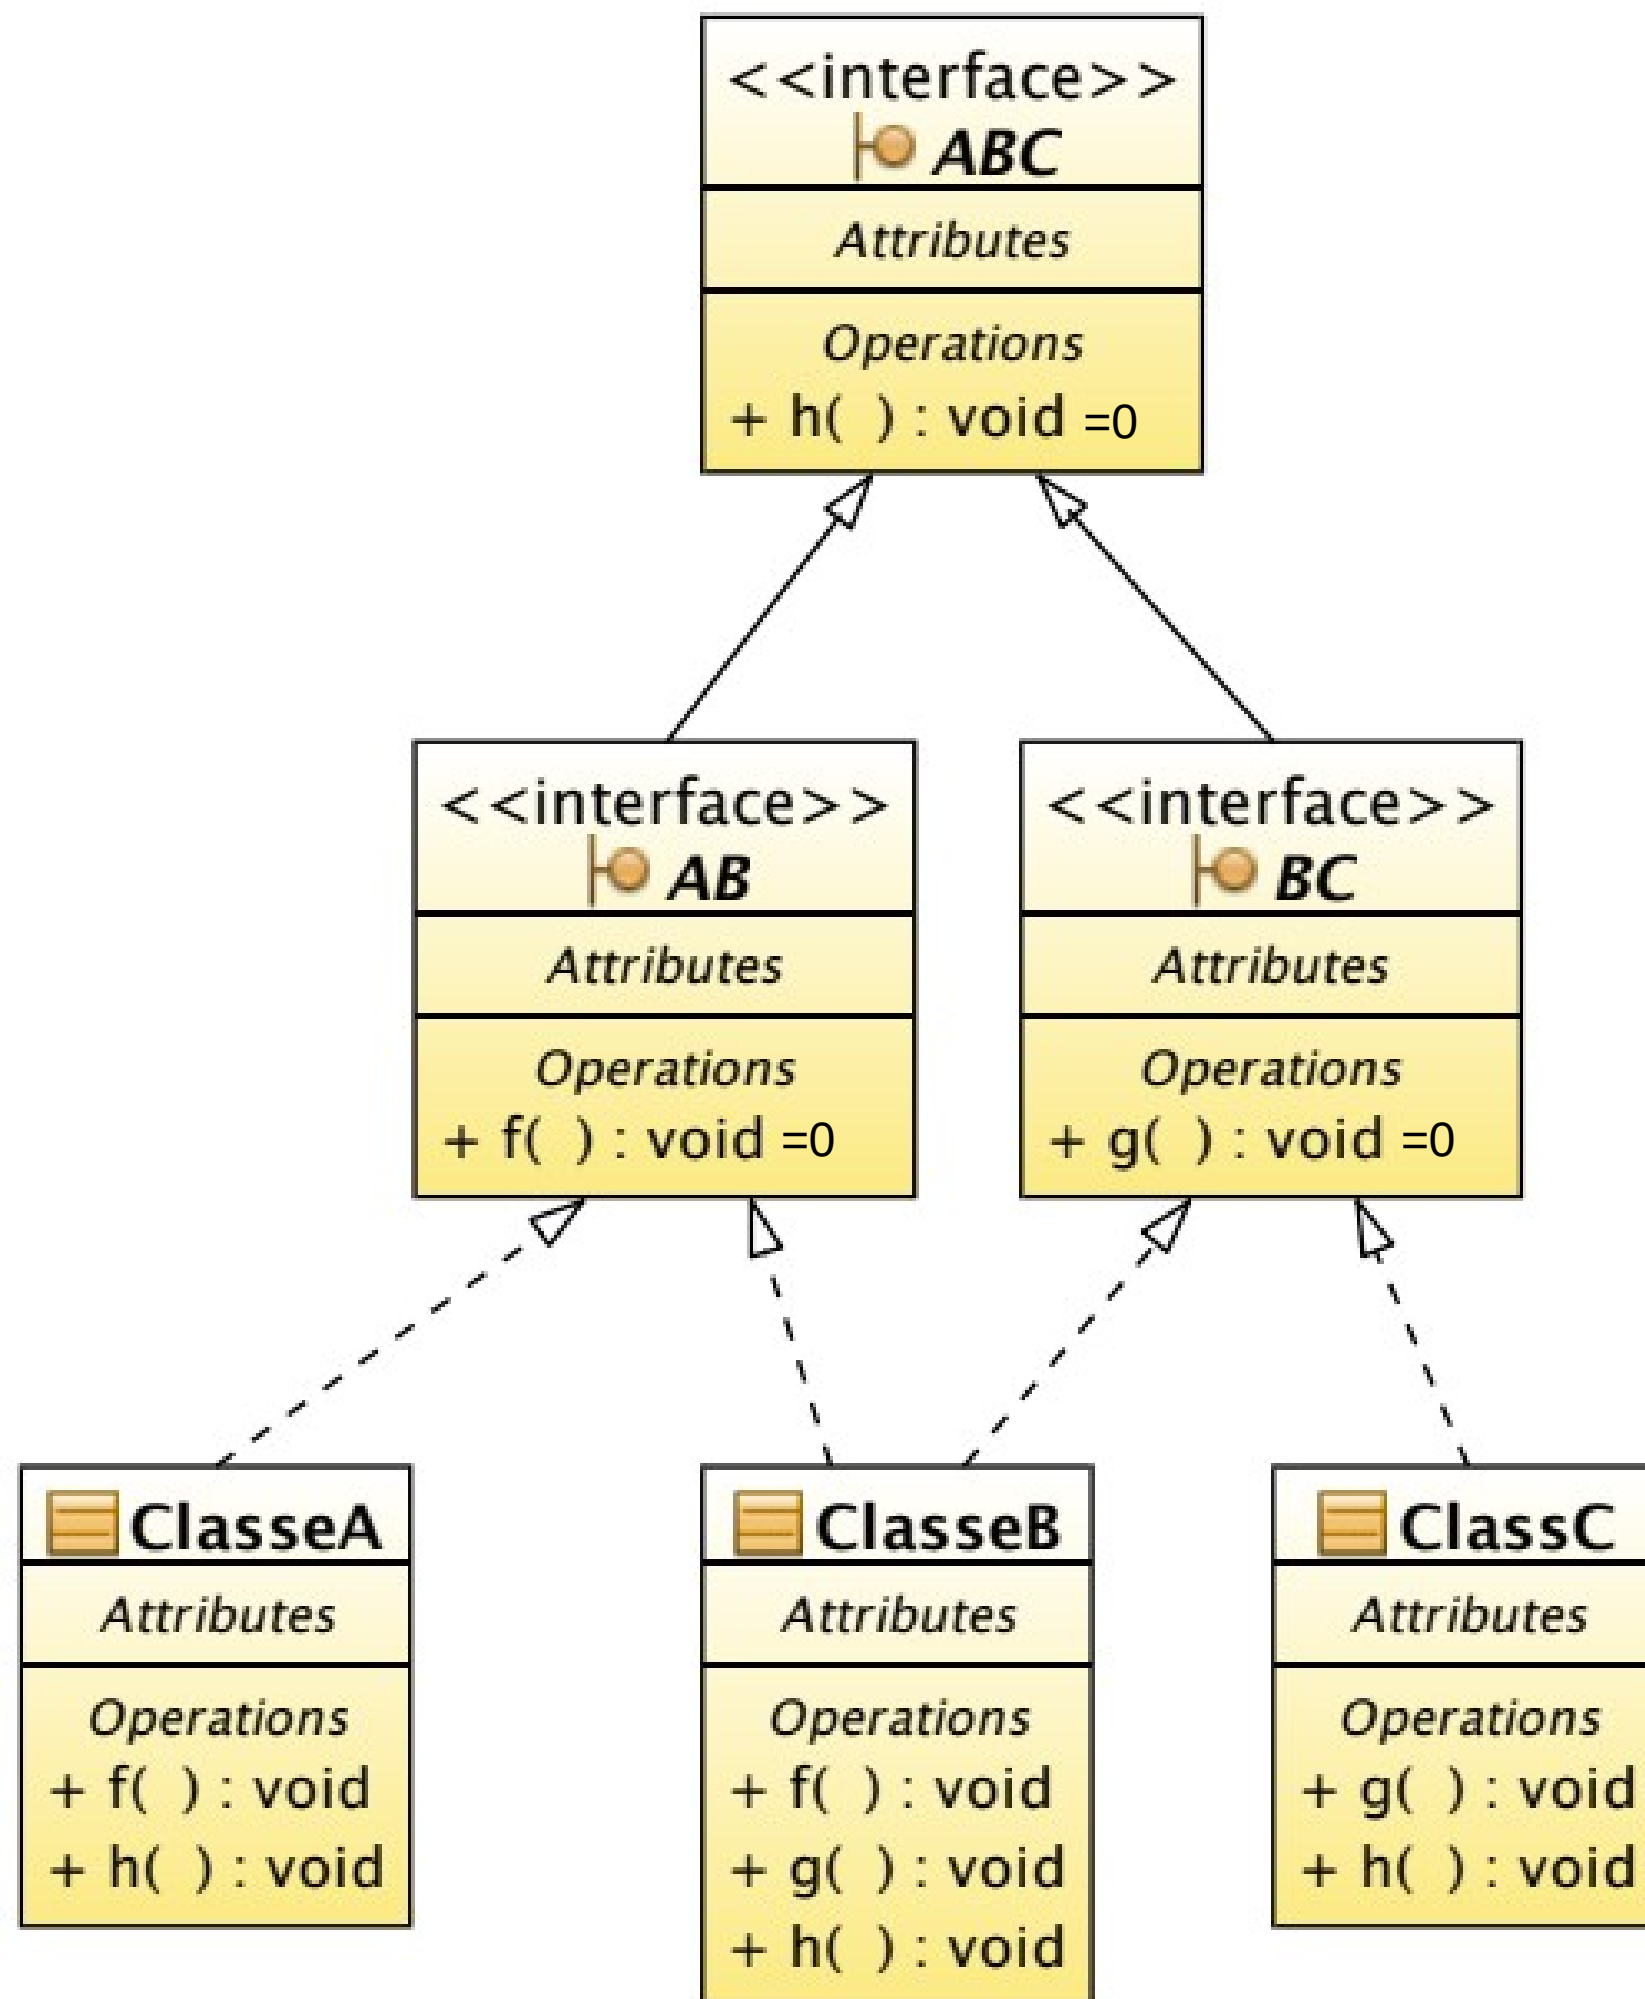 <<interface>>
ABC
Attributes
Operations
+ h( ) : void =0
<<interface>>
AB
Attributes
Operations
+ f( ) : void =0
<<interface>>
BC
Attributes
Operations
+ g( ) : void =0
ClasseA
Attributes
Operations
+ f( ) : void
+ h( ) : void
ClasseB
Attributes
Operations
+ f( ) : void
+ g( ) : void
+ h( ) : void
ClassC
Attributes
Operations
+ g( ) : void
+ h( ) : void